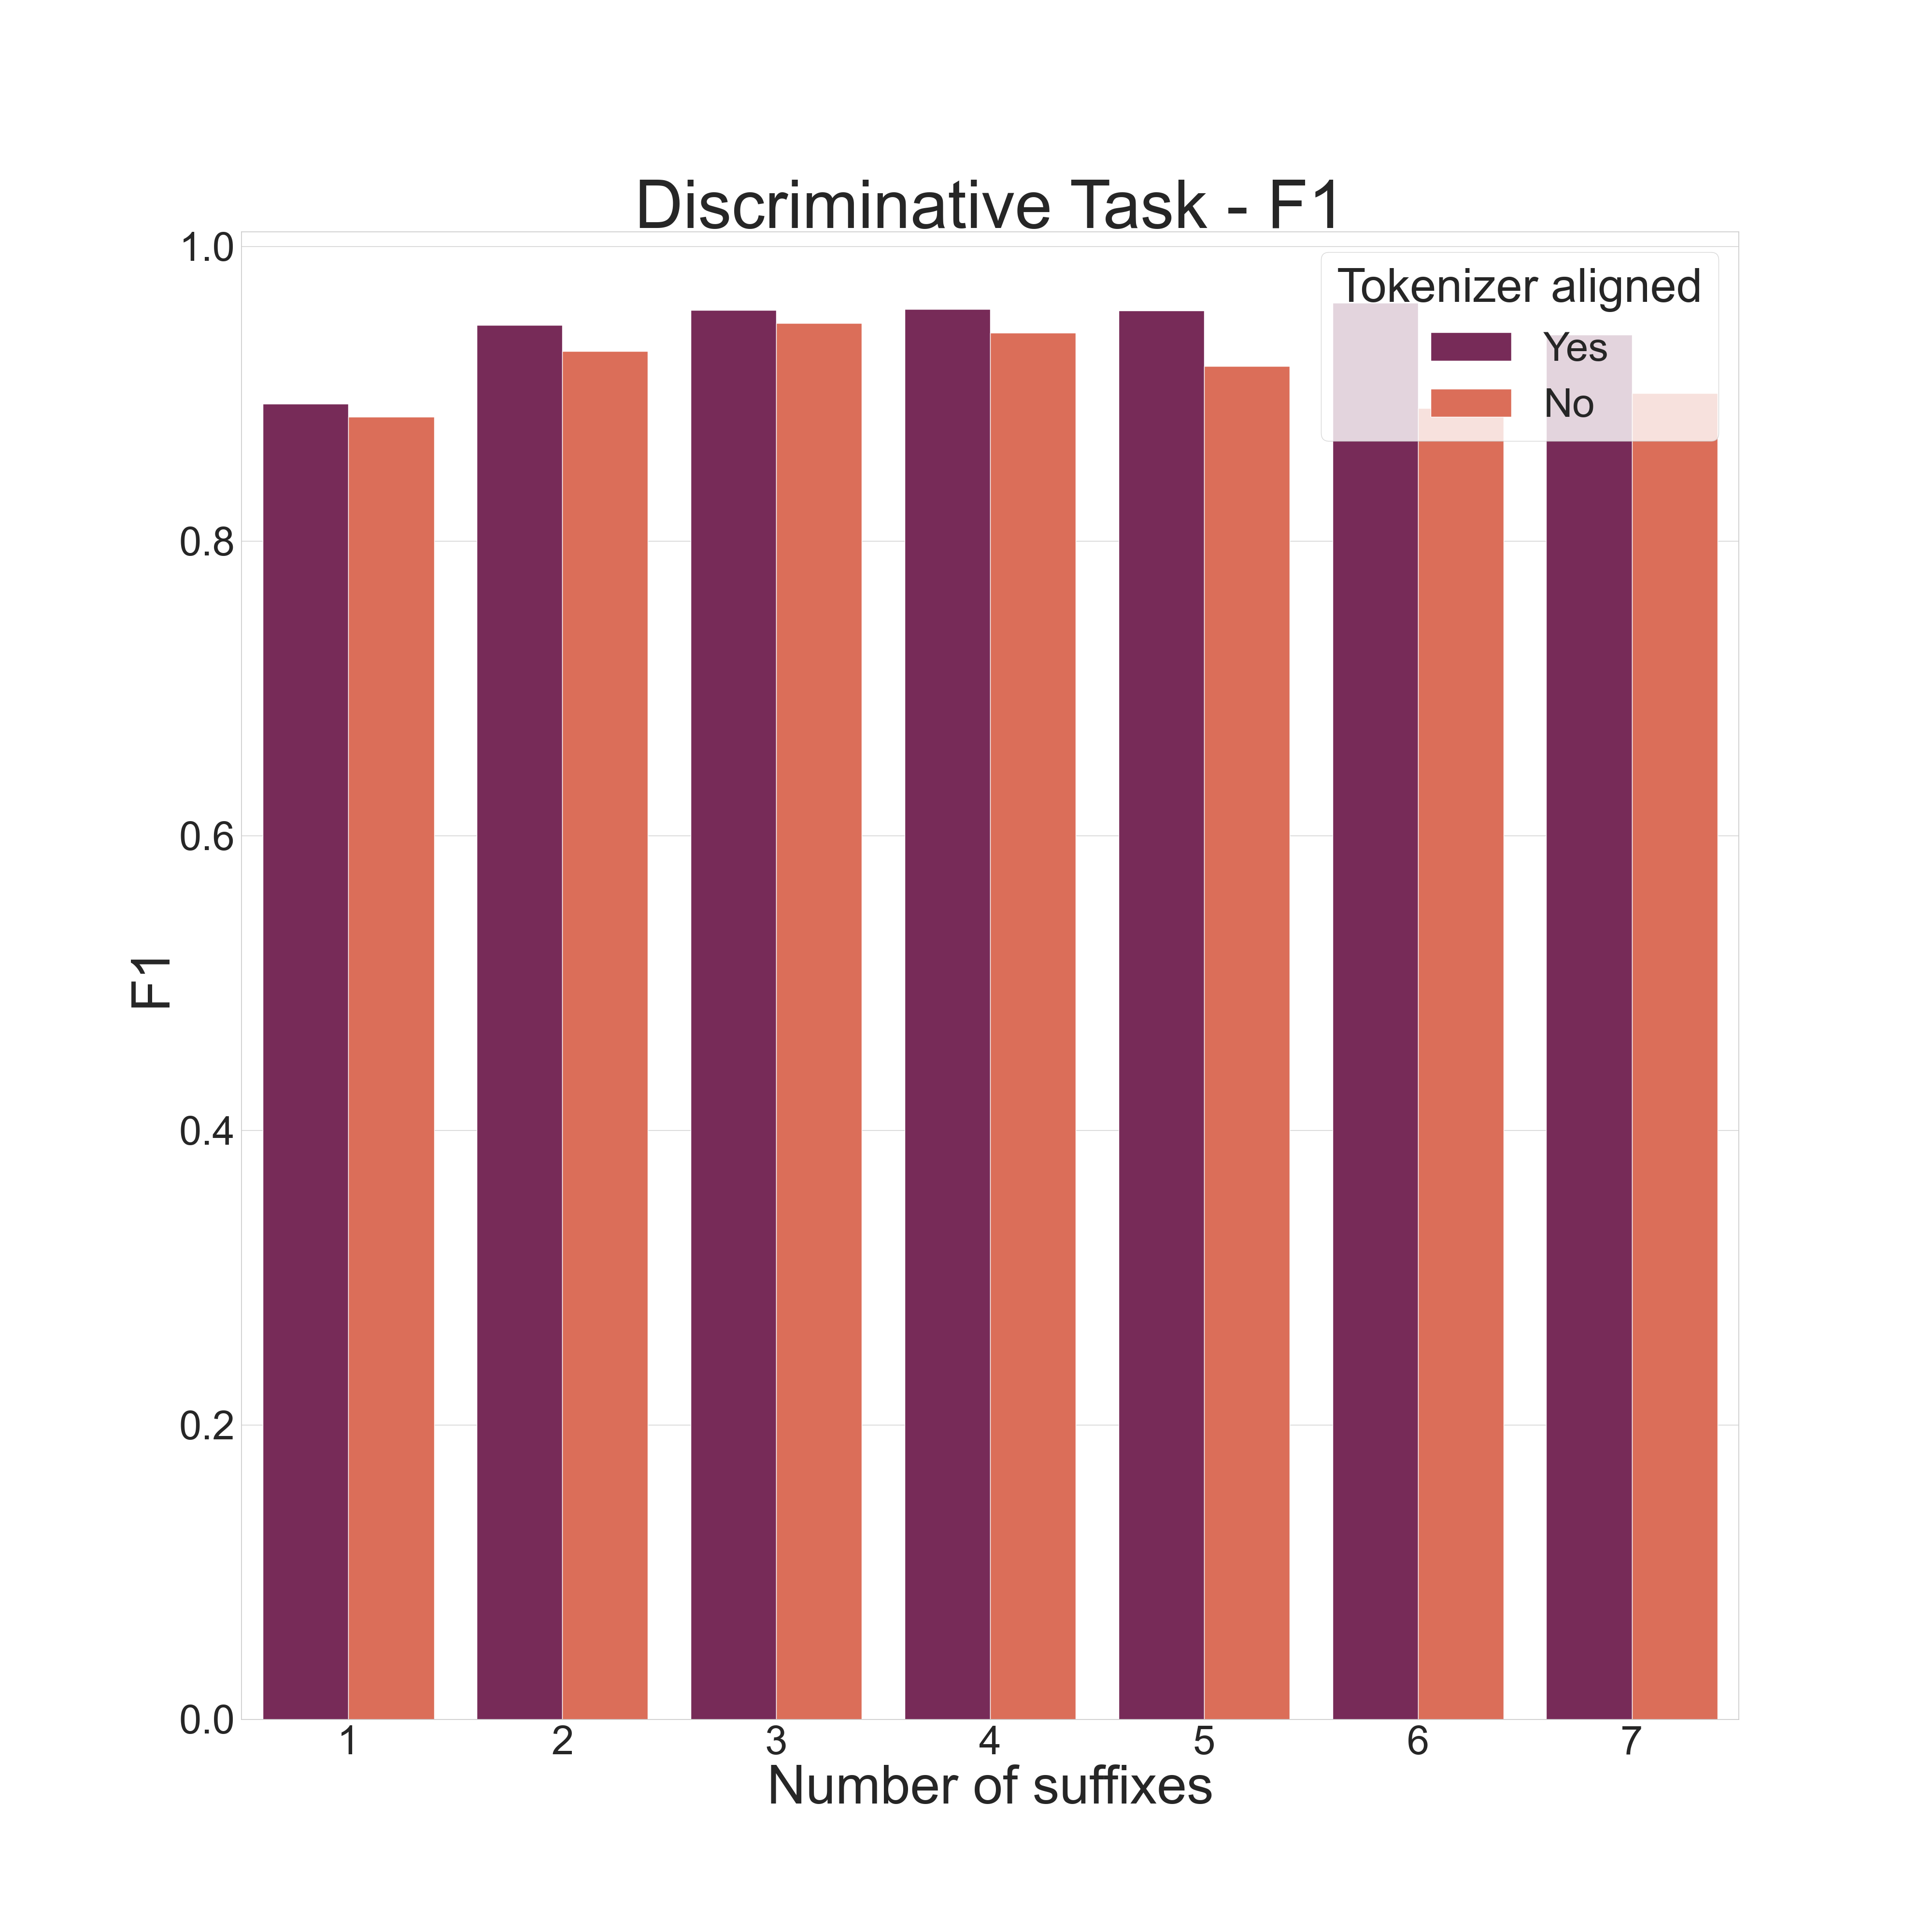 Discriminative Task - F1
1.0
0.8
0.6
0.4
0.2
0.0
F1
Tokenizer aligned
Yes
No
1 2 3 4 5 6 7
Number of suffixes